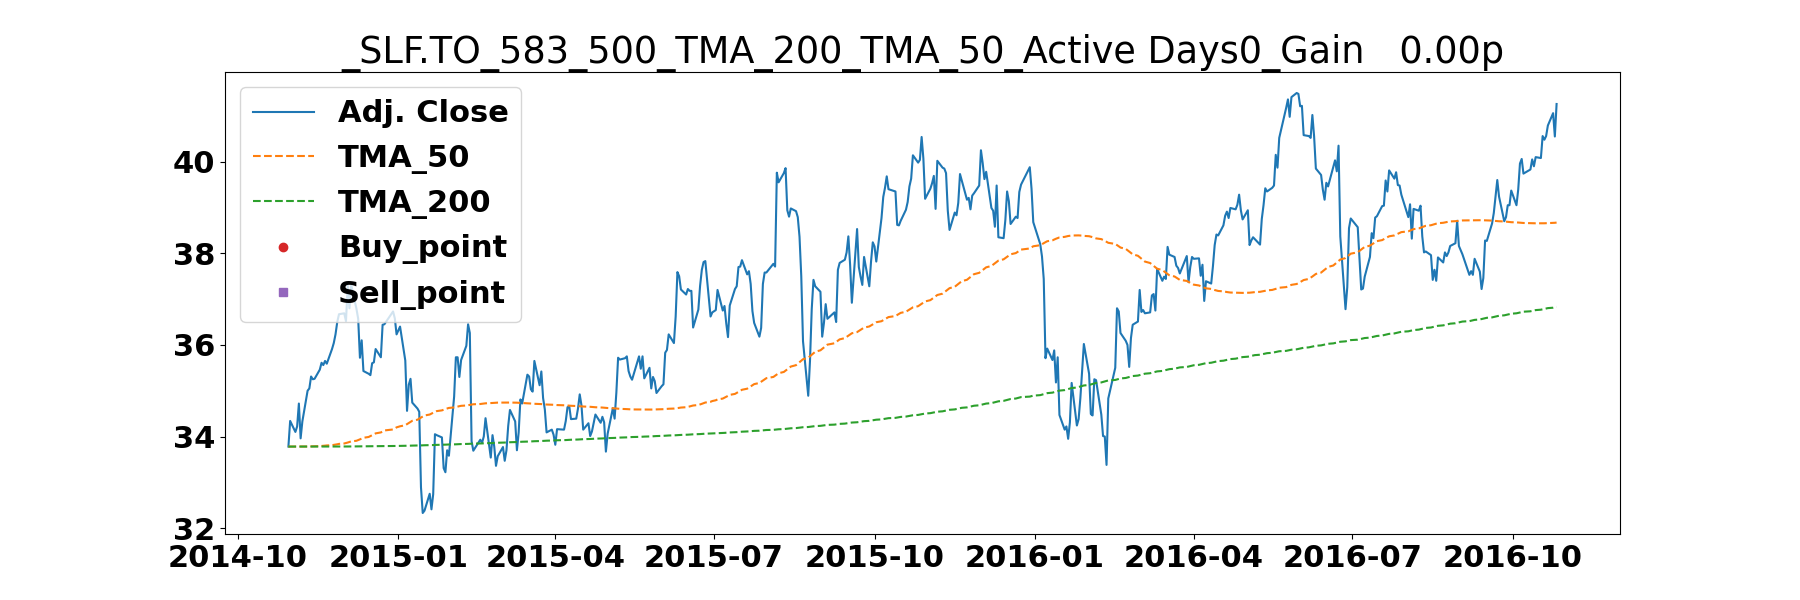 _SLF.TO_583_500_TMA_200_TMA_50_Active Days0_Gain   0.00p
Adj. Close
TMA_50
TMA_200
Buy_point
Sell_point
40
38
36
34
32
2014-10 2015-01 2015-04 2015-07 2015-10 2016-01 2016-04 2016-07 2016-10